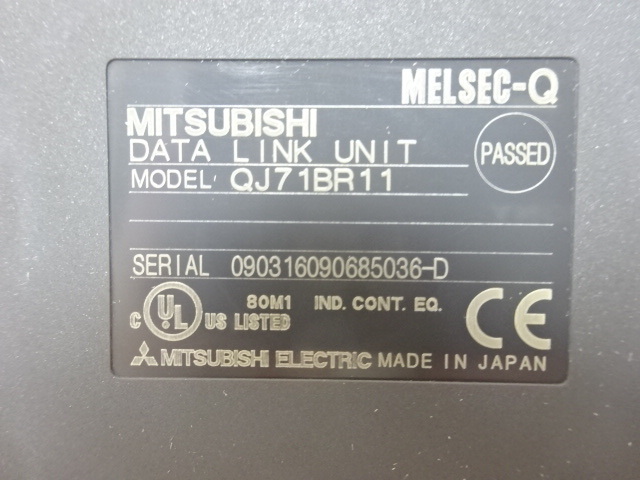 MELSEC-Q
MITSUBISHI
DATA LINK UNIT
PASSED
MODEL QJ71BR11
SERIAL 090316090685036-D
C UL US LISTED 80M1 IND. CONT. EQ. CE
MITSUBISHI ELECTRIC MADE IN JAPAN